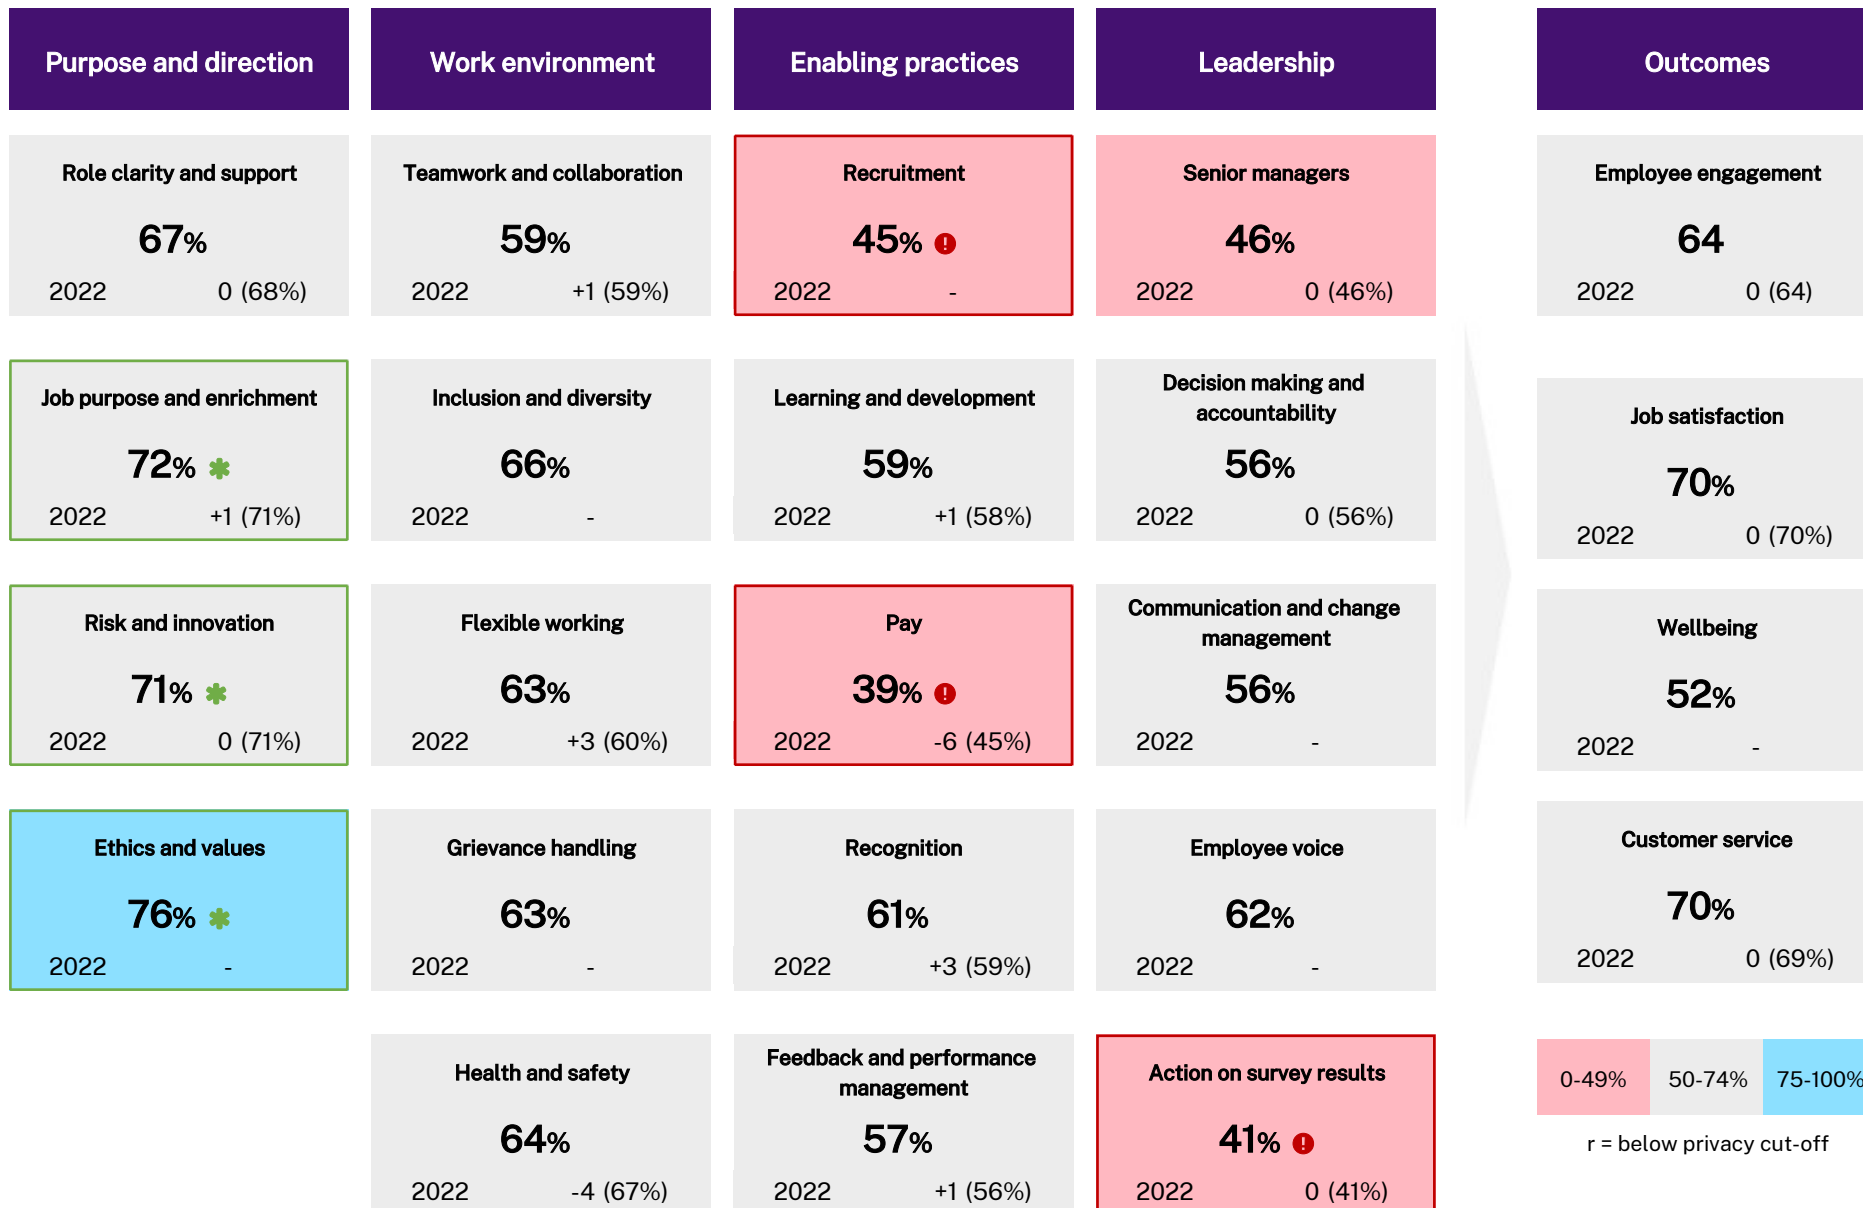 Purpose and direction
Role clarity and support
67%
2022 0 (68%)
Job purpose and enrichment
72%
2022 +1 (71%)
Risk and innovation
71%
2022 0 (71%)
Ethics and values
76%
2022 -
Work environment
Teamwork and collaboration
59%
2022 +1 (59%)
Inclusion and diversity
66%
2022 -
Flexible working
63%
2022 +3 (60%)
Grievance handling
63%
2022 -
Health and safety
64%
2022 -4 (67%)
Enabling practices
Recruitment
45% !
2022 -
Learning and development
59%
2022 +1 (58%)
Pay
39% !
2022 -6 (45%)
Recognition
61%
2022 +3 (59%)
Feedback and performance
management
57%
2022 +1 (56%)
Leadership
Senior managers
46%
2022 0 (46%)
Decision making and
accountability
56%
2022 0 (56%)
Communication and change
management
56%
2022 -
Employee voice
62%
2022 -
Action on survey results
41% !
2022 0 (41%)
Outcomes
Employee engagement
64
2022 0 (64)
Job satisfaction
70%
2022 0 (70%)
Wellbeing
52%
2022 -
Customer service
70%
2022 0 (69%)
0-49% 50-74% 75-100%
r = below privacy cut-off